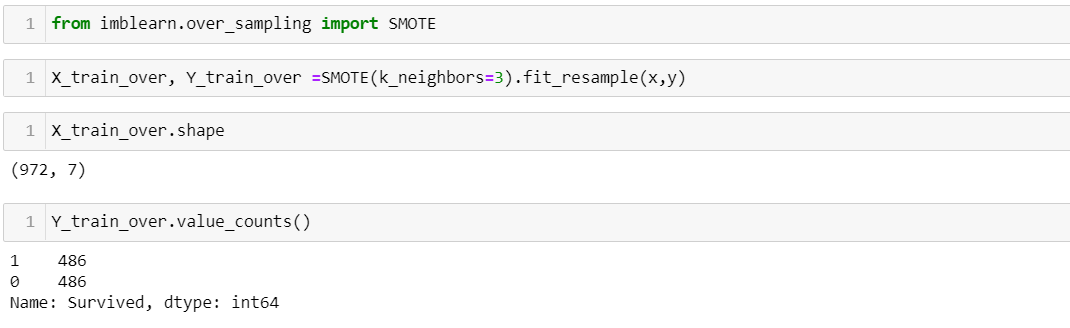 1 from imblearn.over_sampling import SMOTE
1 X_train_over, Y_train_over =SMOTE(k_neighbors=3).fit_resample(x,y)
1 X_train_over.shape
(972, 7)
1 Y_train_over.value_counts()
1    486
0    486
Name: Survived, dtype: int64